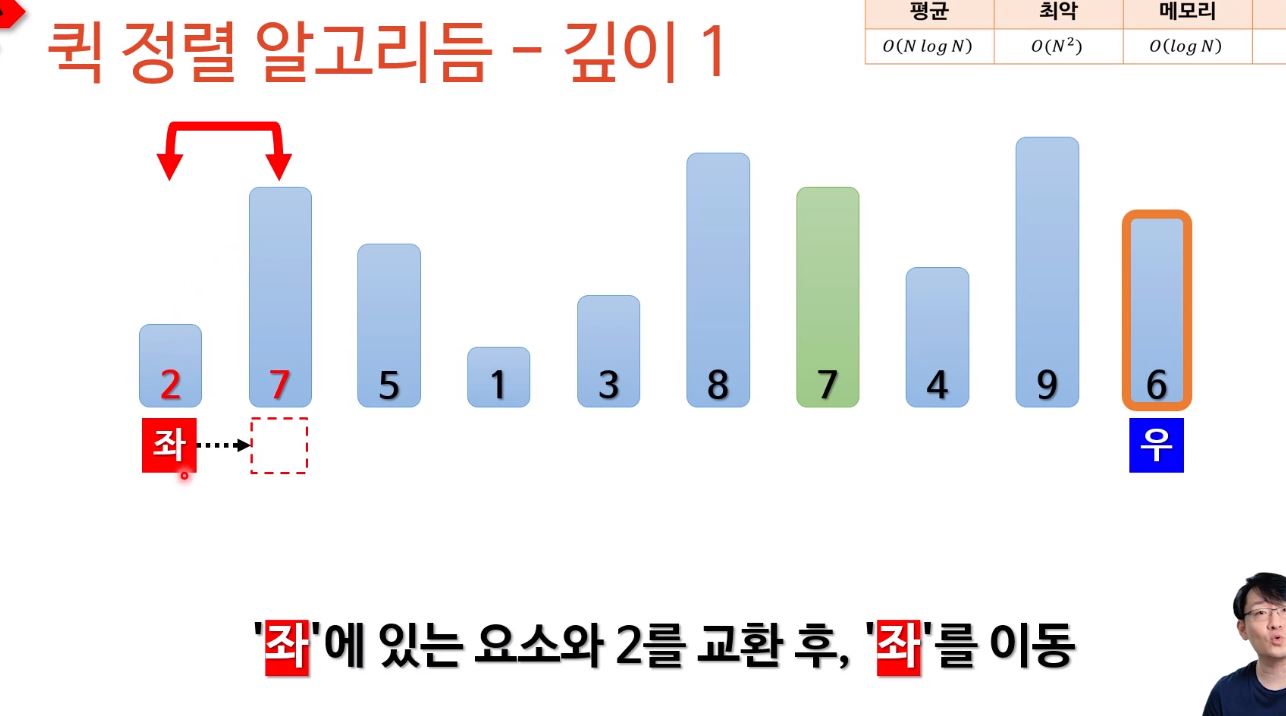 퀵 정렬 알고리듬 - 깊이 1
평균 최악 메모리
O(N log N) O(N²) O(log N)
2 7 5 1 3 8 7 4 9 6
좌 우
'좌'에 있는 요소와 2를 교환 후, '좌'를 이동